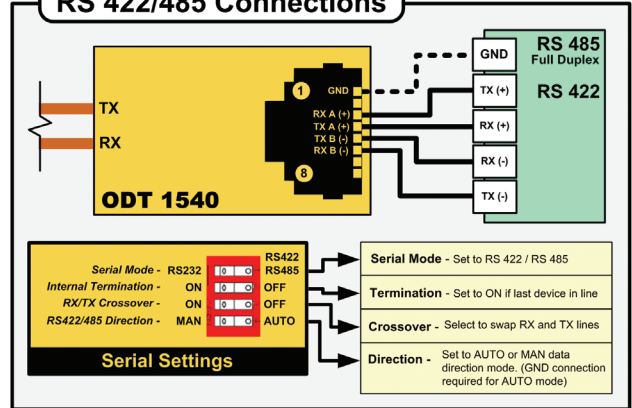 RS 422/485 Connections
TX
RX
ODT 1540
1
GND
RX A (+)
TX A (+)
TX B (-)
RX B (-)
8
GND
TX (+)
RX (+)
RX (-)
TX (-)
RS 485
Full Duplex
RS 422
RS422
Serial Mode - RS232 RS485
Internal Termination - ON OFF
RX/TX Crossover - ON OFF
RS422/485 Direction - MAN AUTO
Serial Settings
Serial Mode - Set to RS 422 / RS 485
Termination - Set to ON if last device in line
Crossover - Select to swap RX and TX lines
Direction - Set to AUTO or MAN data
direction mode. (GND connection
required for AUTO mode)